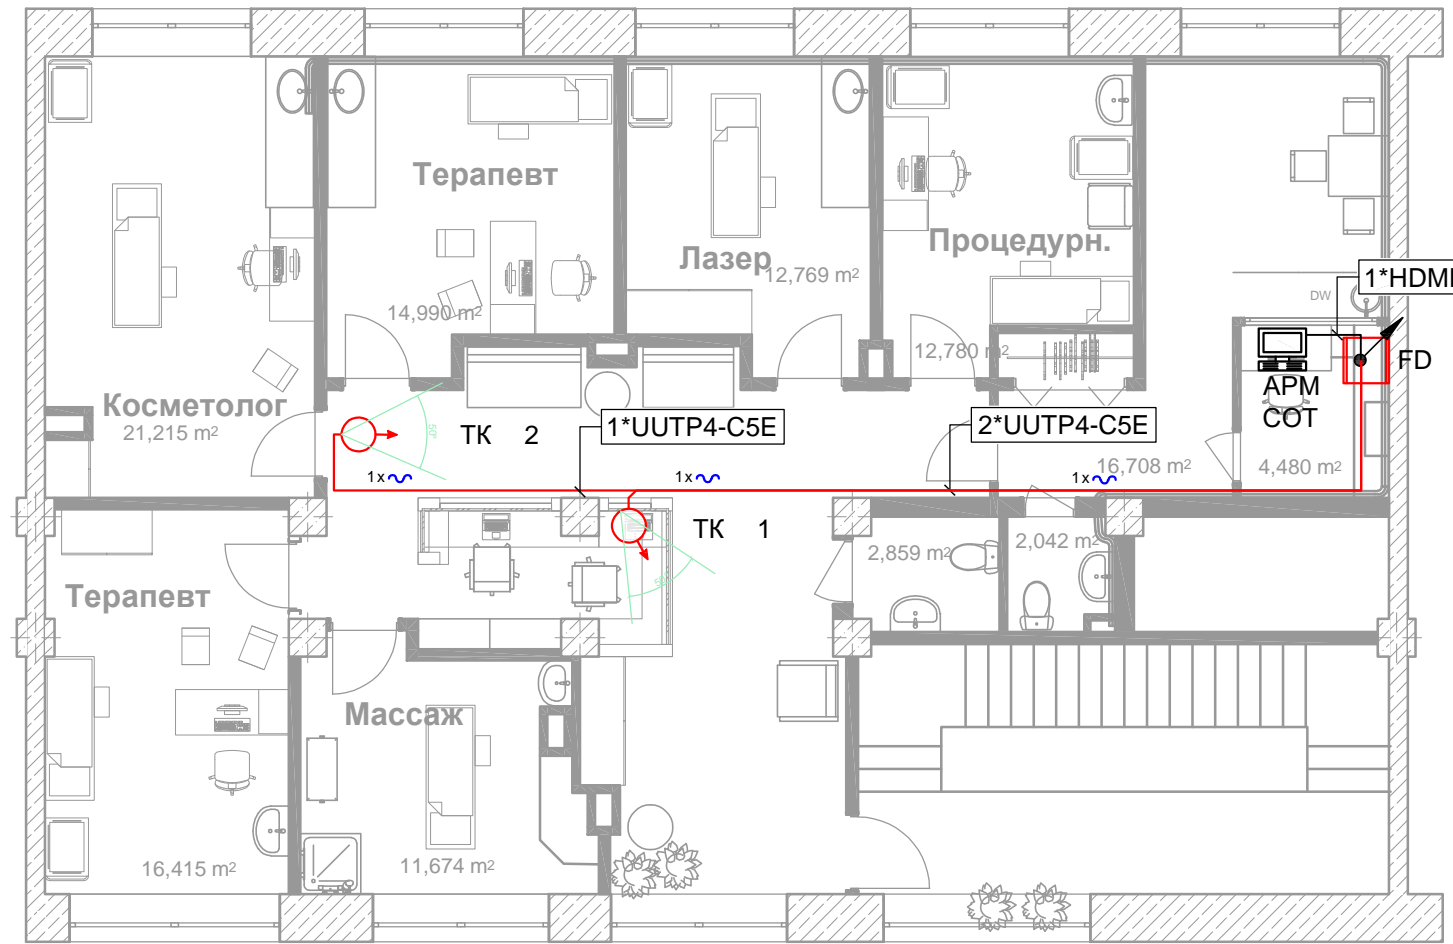 Терапевт
Лазер
12,769 m²
Процедурн.
1*HDMI
DW
14,990 m²
12,780 m²
FD
АРМ
СОТ
Косметолог
21,215 m²
50°
ТК 2
1*UUTP4-C5E
2*UUTP4-C5E
16,708 m²
4,480 m²
1x
1x
1x
ТК 1
2,859 m²
2,042 m²
Терапевт
Массаж
16,415 m²
11,674 m²